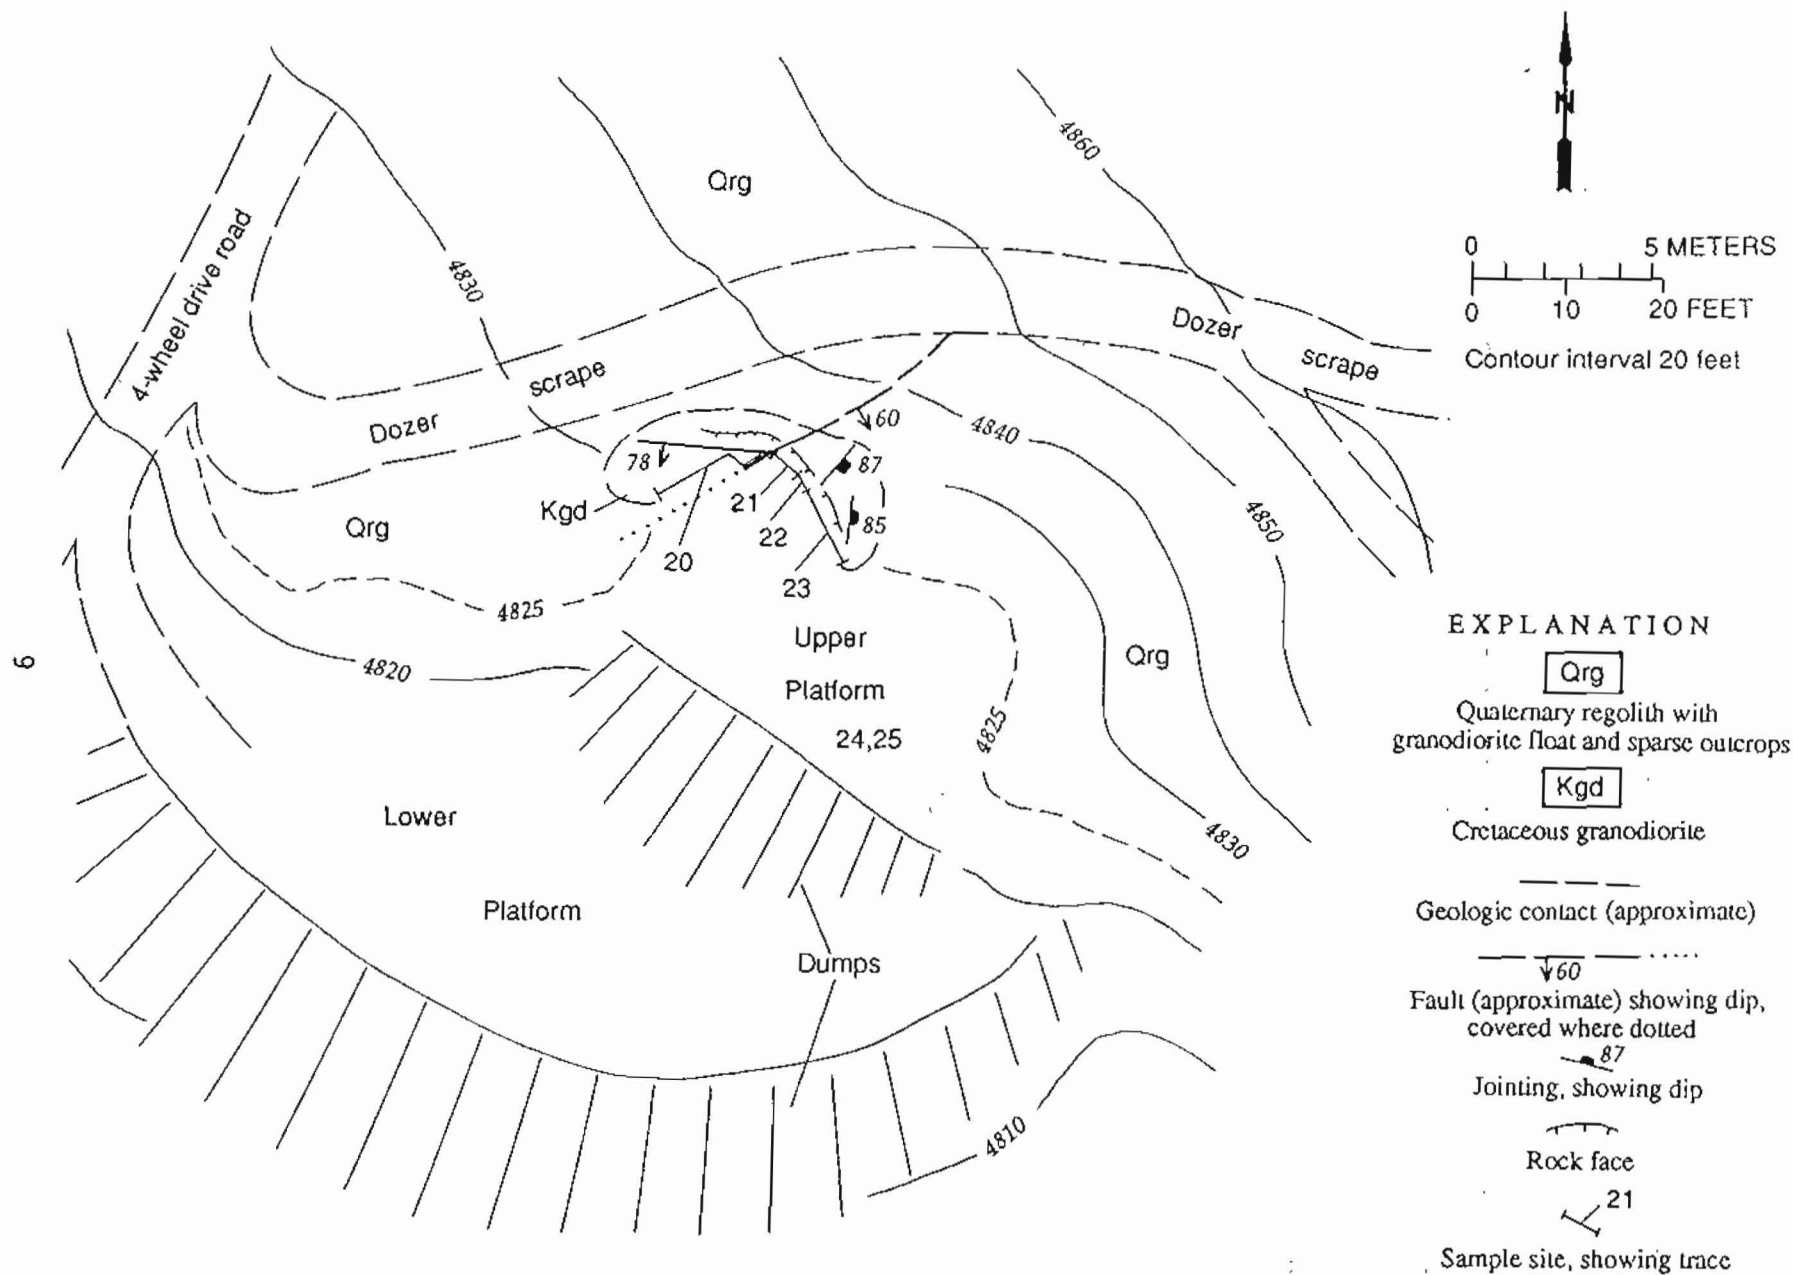 N
0 5 METERS
0 10 20 FEET
Contour interval 20 feet
4860
Qrg
4-wheel drive road
4830
Dozer
scrape
scrape
Dozer
60
4840
78
87
Kgd
21
4850
Qrg
85
22
20
23
4825
Upper
Qrg
4820
Platform
6
24,25
4825
Lower
4830
Platform
Dumps
4810
EXPLANATION
Qrg
Quaternary regolith with
granodiorite float and sparse outcrops
Kgd
Cretaceous granodiorite
Geologic contact (approximate)
60
Fault (approximate) showing dip,
covered where dotted
87
Jointing, showing dip
Rock face
21
Sample site, showing trace